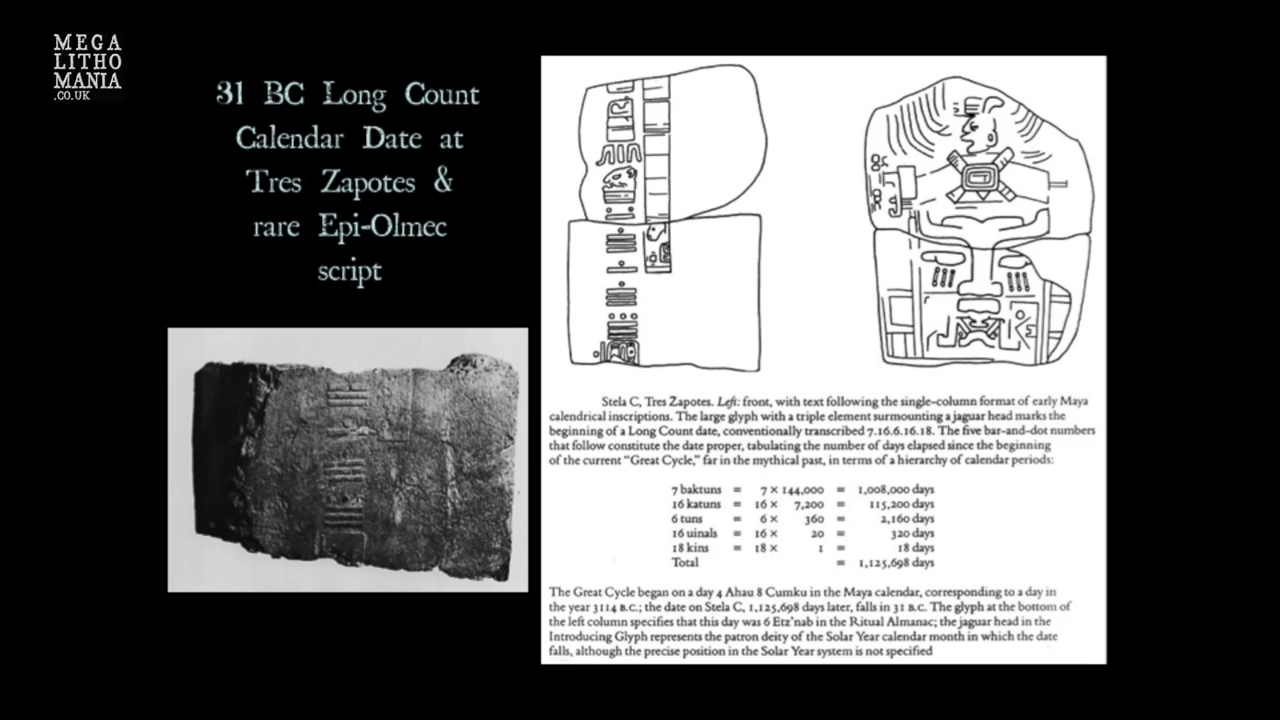 MEGA
LITHO
MANIA
.CO.UK
31 BC Long Count
Calendar Date at
Tres Zapotes &
rare Epi-Olmec
script
Stela C, Tres Zapotes. Left: front, with text following the single-column format of early Maya
calendrical inscriptions. The large glyph with a triple element surmounting a jaguar head marks the
beginning of a Long Count date, conventionally transcribed 7.16.6.16.18. The five bar-and-dot numbers
that follow constitute the date proper, tabulating the number of days elapsed since the beginning
of the current "Great Cycle," far in the mythical past, in terms of a hierarchy of calendar periods:
7 baktuns = 7 × 144,000 = 1,008,000 days
16 katuns = 16 × 7,200 = 115,200 days
6 tuns = 6 × 360 = 2,160 days
16 uinals = 16 × 20 = 320 days
18 kins = 18 × 1 = 18 days
Total = 1,125,698 days
The Great Cycle began on a day 4 Ahau 8 Cumku in the Maya calendar, corresponding to a day in
the year 3114 B.C.; the date on Stela C, 1,125,698 days later, falls in 31 B.C. The glyph at the bottom of
the left column specifies that this day was 6 Etz'nab in the Ritual Almanac; the jaguar head in the
Introducing Glyph represents the patron deity of the Solar Year calendar month in which the date
falls, although the precise position in the Solar Year system is not specified